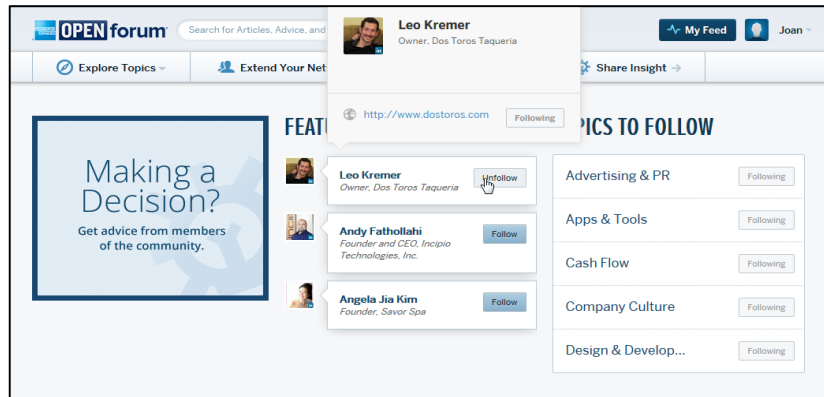 OPEN forum
Search for Articles, Advice, and
Leo Kremer
Owner, Dos Toros Taqueria
http://www.dostoros.com
Following
My Feed
Joan
Explore Topics
Extend Your Net
Share Insight →
Making a
Decision?
Get advice from members
of the community.
FEAT
Leo Kremer
Owner, Dos Toros Taqueria
Unfollow
Andy Fathollahi
Founder and CEO, Incipio
Technologies, Inc.
Follow
Angela Jia Kim
Founder, Savor Spa
Follow
PICS TO FOLLOW
Advertising & PR
Following
Apps & Tools
Following
Cash Flow
Following
Company Culture
Following
Design & Develop...
Following